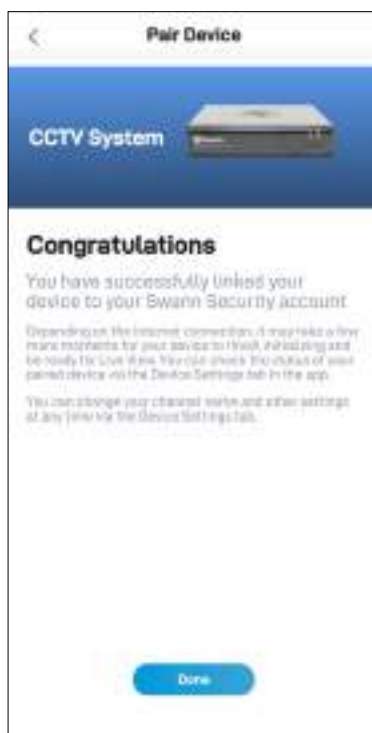 Pair Device
CCTV System
Congratulations
You have successfully linked your
device to your Swann Security account
Depending on the internet connection, it may take a few
more moments for your device to finish initializing and
be ready for Live View. You can check the status of your
paired device via the Device Settings tab in the app.
You can change your channel name and other settings
at any time via the Device Settings tab.
Done